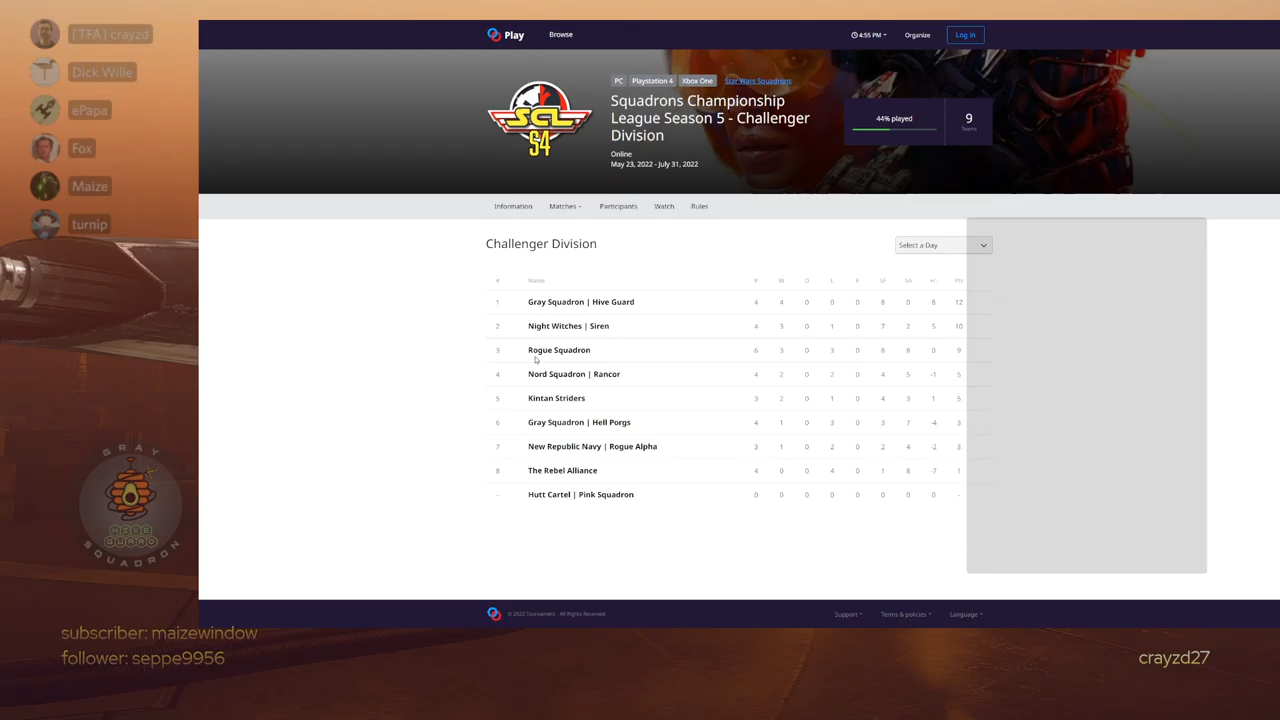 [TFA] crayzd
Dick Wille
ePapa
Fox
Maize
turnip
Play Browse 4:55 PM Organize Log in
SCL
S4
PC Playstation 4 Xbox One Star Wars Squadrons
Squadrons Championship
League Season 5 - Challenger
Division
Online
May 23, 2022 - July 31, 2022
44% played
9
Teams
Information Matches Participants Watch Rules
Challenger Division Select a Day
# Name P W D L F SF SA +/- Pts
1 Gray Squadron | Hive Guard 4 4 0 0 0 8 0 8 12
2 Night Witches | Siren 4 3 0 1 0 7 2 5 10
3 Rogue Squadron 6 3 0 3 0 8 8 0 9
4 Nord Squadron | Rancor 4 2 0 2 0 4 5 -1 5
5 Kintan Striders 3 2 0 1 0 4 3 1 5
6 Gray Squadron | Hell Porgs 4 1 0 3 0 3 7 -4 3
7 New Republic Navy | Rogue Alpha 3 1 0 2 0 2 4 -2 3
8 The Rebel Alliance 4 0 0 4 0 1 8 -7 1
- Hutt Cartel | Pink Squadron 0 0 0 0 0 0 0 0 -
GRAY
HIVE
GUARD
SQUADRON
© 2022 Toornament - All Rights Reserved Support Terms & policies Language
subscriber: maizewindow
follower: seppe9956
crayzd27